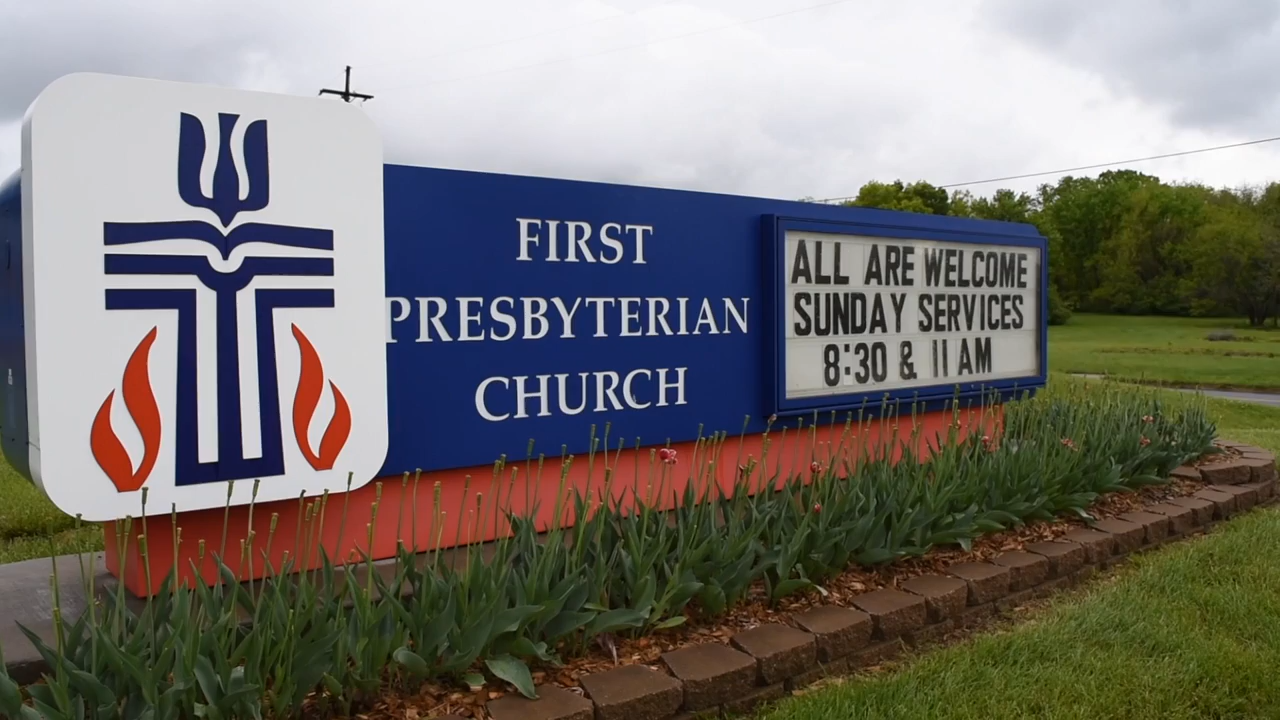 FIRST
PRESBYTERIAN
CHURCH
ALL ARE WELCOME
SUNDAY SERVICES
8:30 & 11 AM